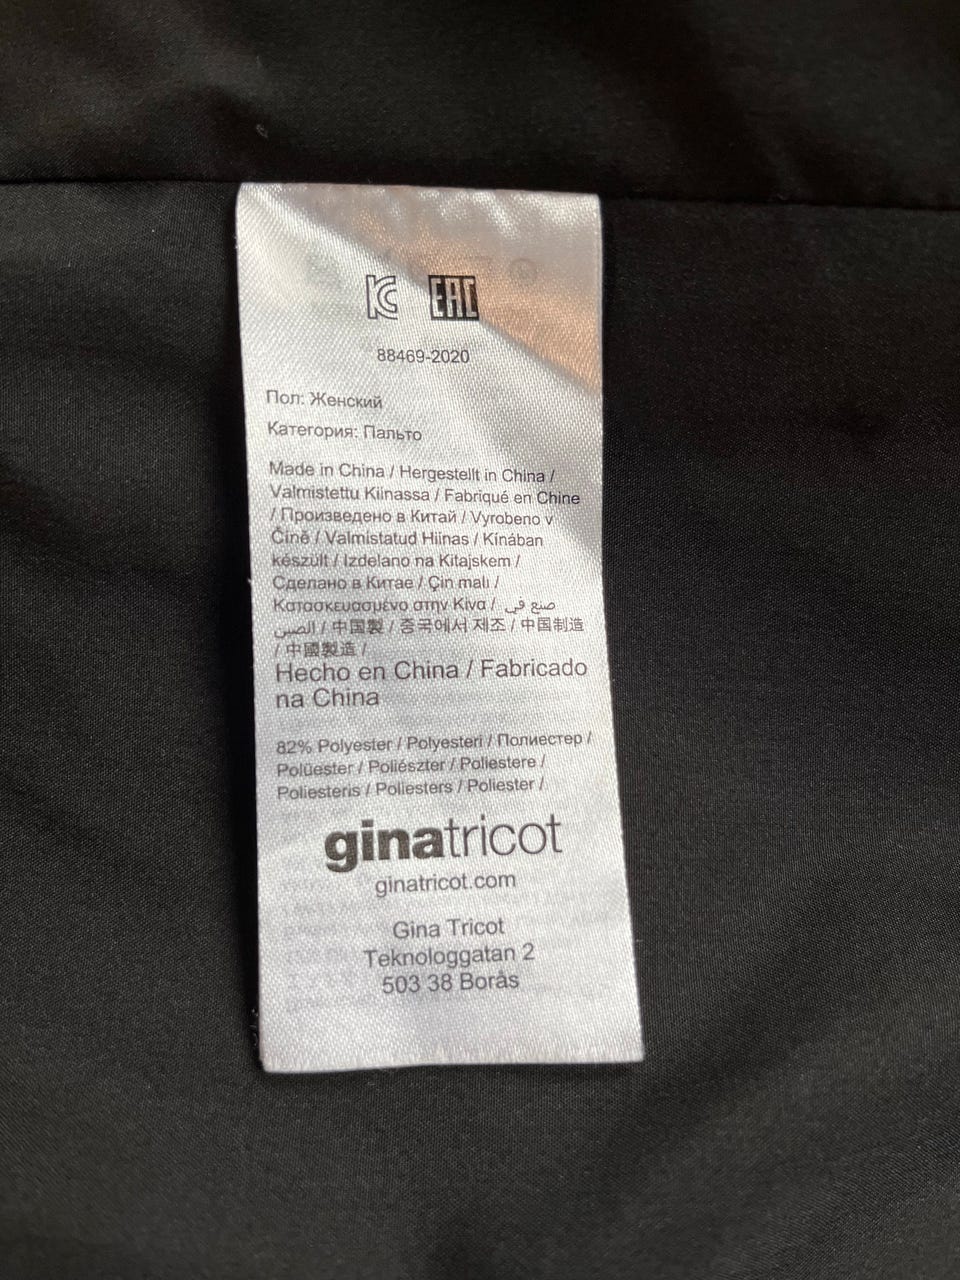 KC EAC
88469-2020
Пол: Женский
Категория: Пальто
Made in China / Hergestellt in China /
Valmistettu Kiinassa / Fabriqué en Chine
/ Произведено в Китай / Vyrobeno v
Číně / Valmistatud Hiinas / Kínában
készült / Izdelano na Kitajskem /
Сделано в Китае / Çin malı /
Κατασκευασμένο στην Κίνα / صنع في
الصين / 中国製 / 중국에서 제조 / 中国制造
/ 中國製造 /
Hecho en China / Fabricado
na China
82% Polyester / Polyesteri / Полиестер /
Polüester / Poliészter / Poliestere /
Poliesteris / Poliesters / Poliester /
ginatricot
ginatricot.com
Gina Tricot
Teknologgatan 2
503 38 Borås